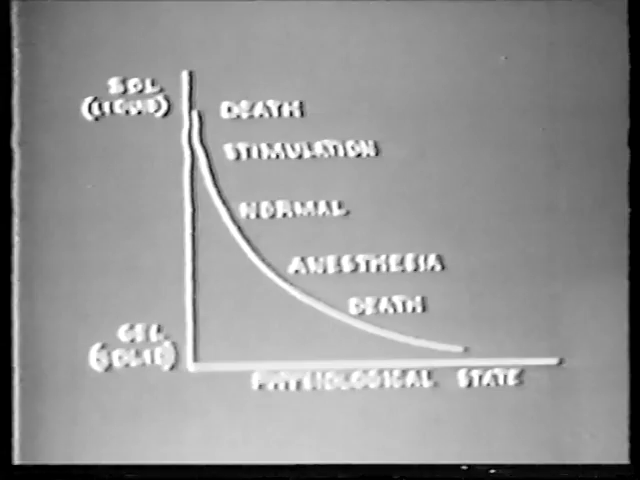 SOL
(LIQUID)
DEATH
STIMULATION
NORMAL
ANESTHESIA
DEATH
GEL
(SOLID)
PHYSIOLOGICAL STATE